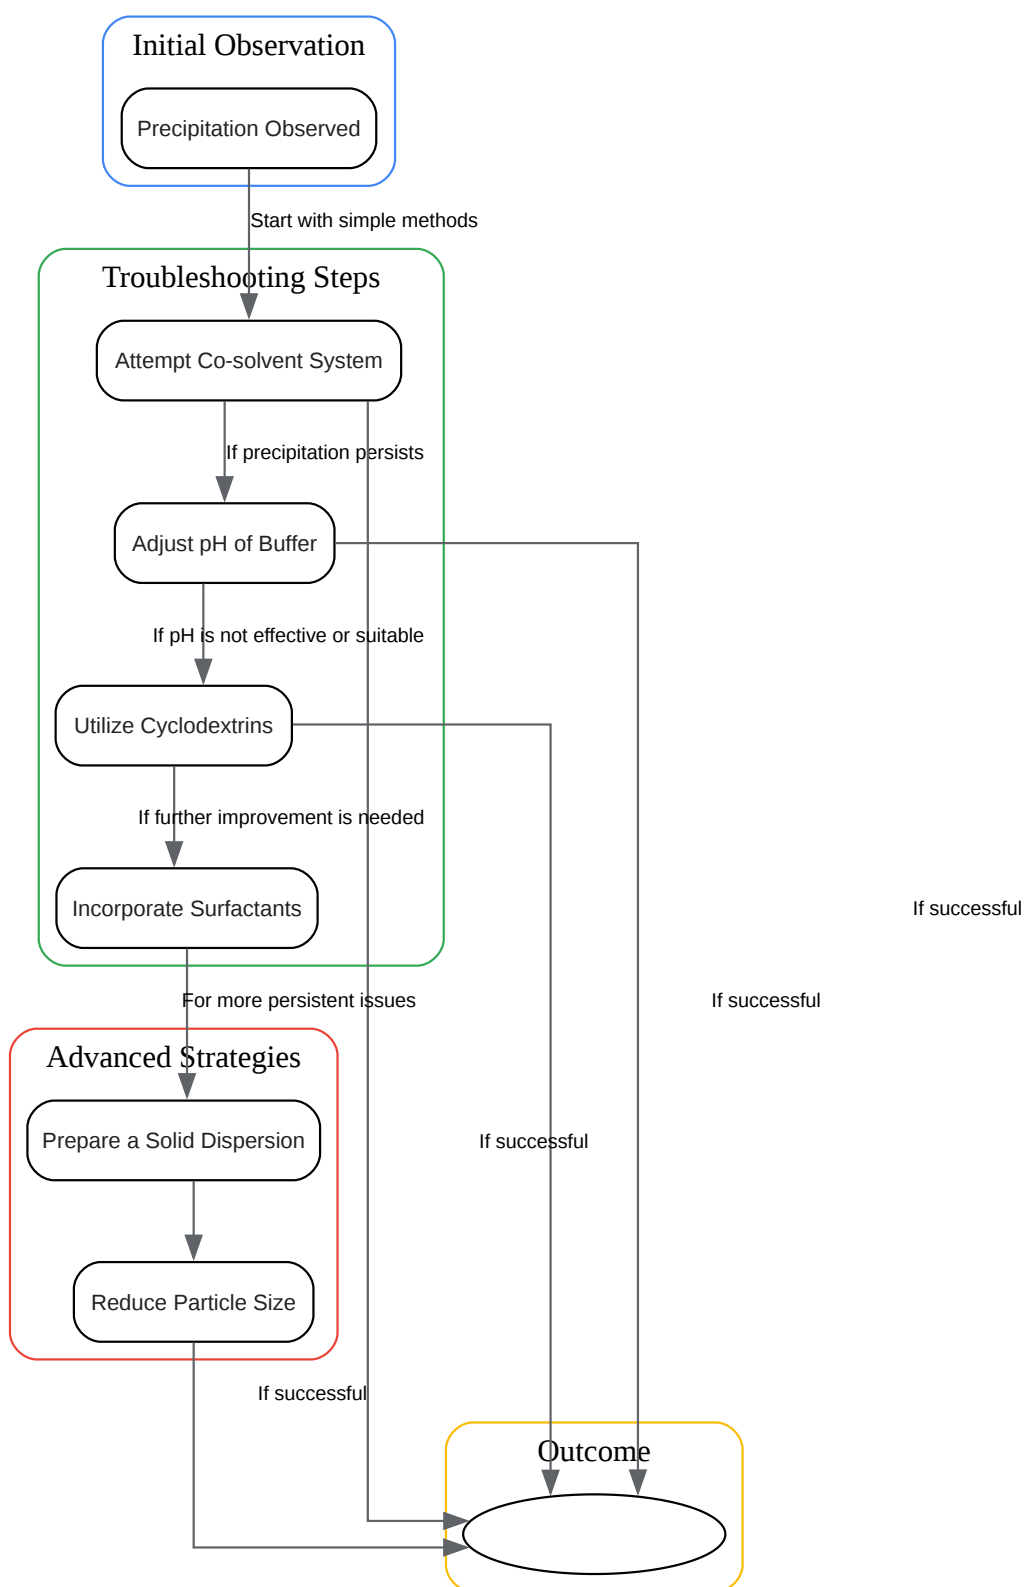 Initial Observation
Precipitation Observed
Start with simple methods
Troubleshooting Steps
Attempt Co-solvent System
If precipitation persists
Adjust pH of Buffer
If pH is not effective or suitable
Utilize Cyclodextrins
If further improvement is needed
Incorporate Surfactants
If successful
For more persistent issues
If successful
Advanced Strategies
Prepare a Solid Dispersion
If successful
Reduce Particle Size
If successful
Outcome